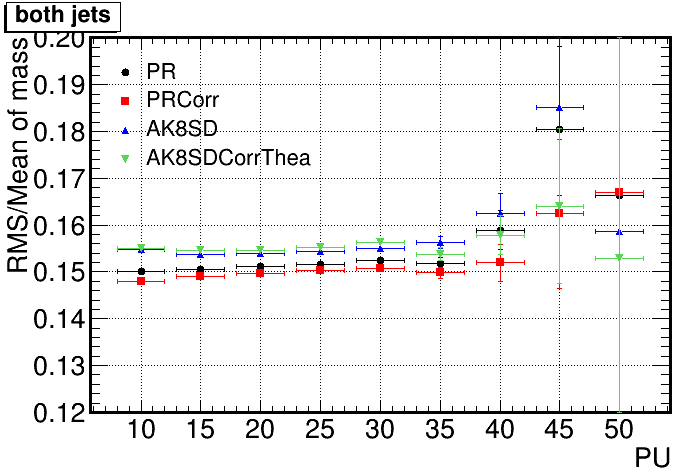 both jets
RMS/Mean of mass
0.20
0.19
0.18
0.17
0.16
0.15
0.14
0.13
0.12
PR
PRCorr
AK8SD
AK8SDCorrThea
10 15 20 25 30 35 40 45 50
PU